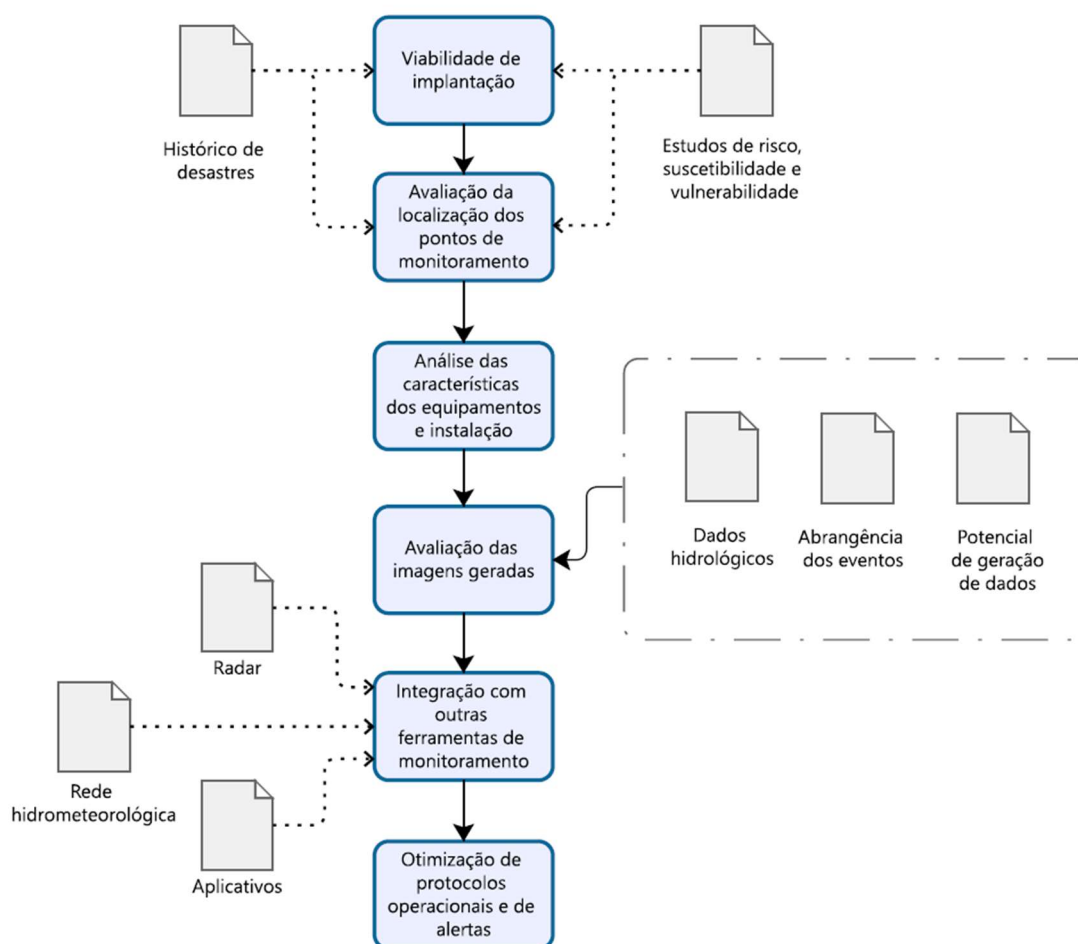 Viabilidade de
implantação
Histórico de
desastres
Estudos de risco,
suscetibilidade e
vulnerabilidade
Avaliação da
localização dos
pontos de
monitoramento
Análise das
características
dos equipamentos
e instalação
Avaliação das
imagens geradas
Dados
hidrológicos
Abrangência
dos eventos
Potencial
de geração
de dados
Radar
Rede
hidrometeorológica
Aplicativos
Integração com
outras
ferramentas de
monitoramento
Otimização de
protocolos
operacionais e de
alertas